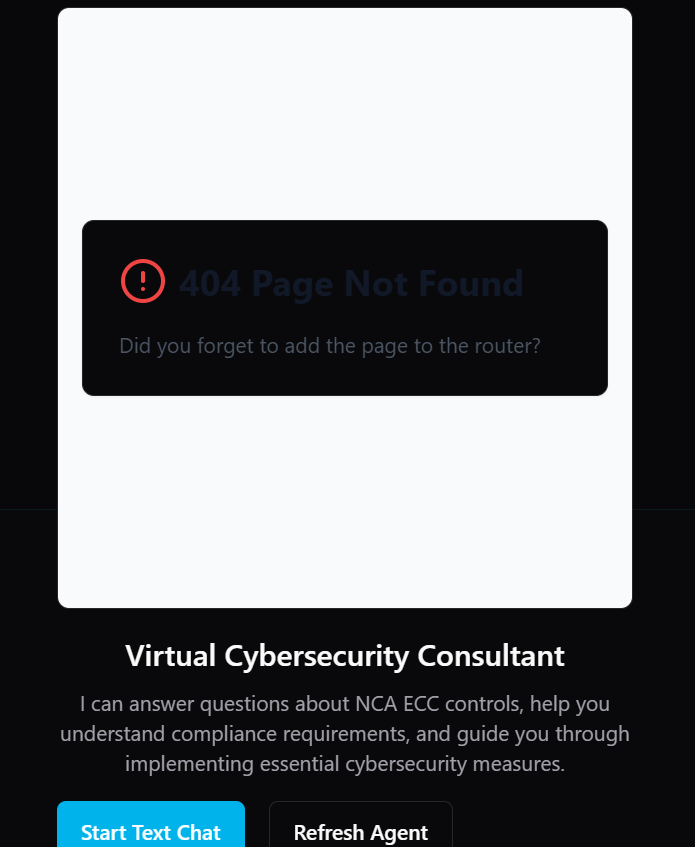 404 Page Not Found
Did you forget to add the page to the router?
Virtual Cybersecurity Consultant
I can answer questions about NCA ECC controls, help you
understand compliance requirements, and guide you through
implementing essential cybersecurity measures.
Start Text Chat
Refresh Agent